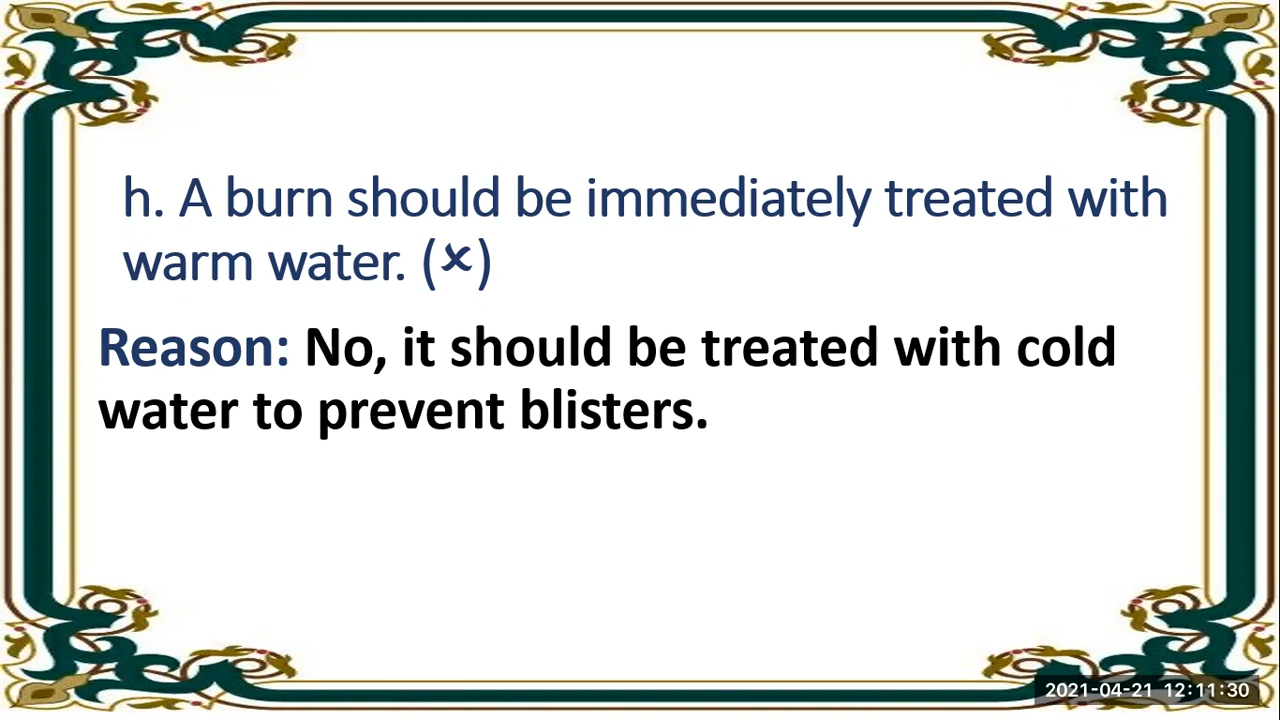 h. A burn should be immediately treated with
warm water. (✗)
Reason: No, it should be treated with cold
water to prevent blisters.
2021-04-21 12:11:30